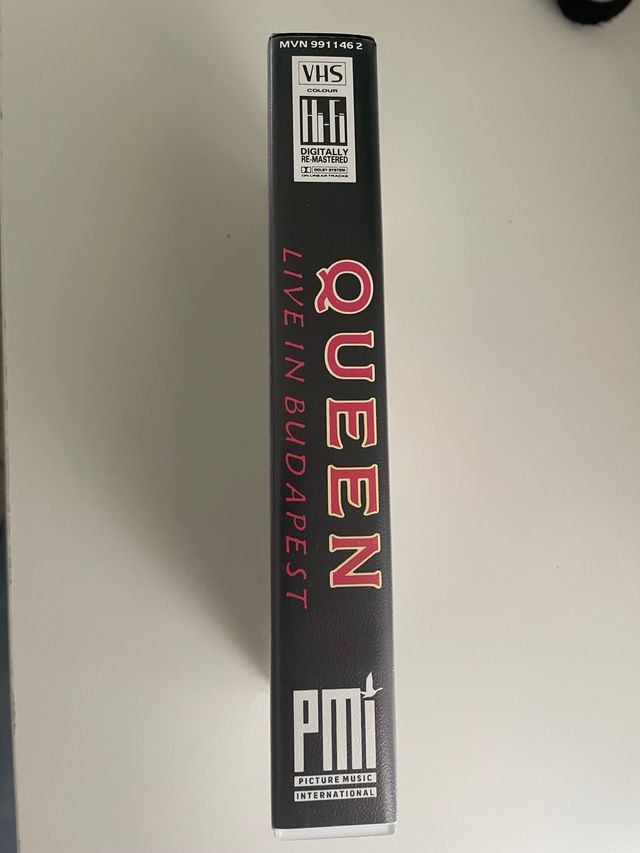 MVN 991146 2
VHS
COLOUR
Hi-Fi
DIGITALLY
RE-MASTERED
DOLBY SYSTEM
ON LINEAR TRACKS
QUEEN
LIVE IN BUDAPEST
PMi
PICTURE MUSIC
INTERNATIONAL